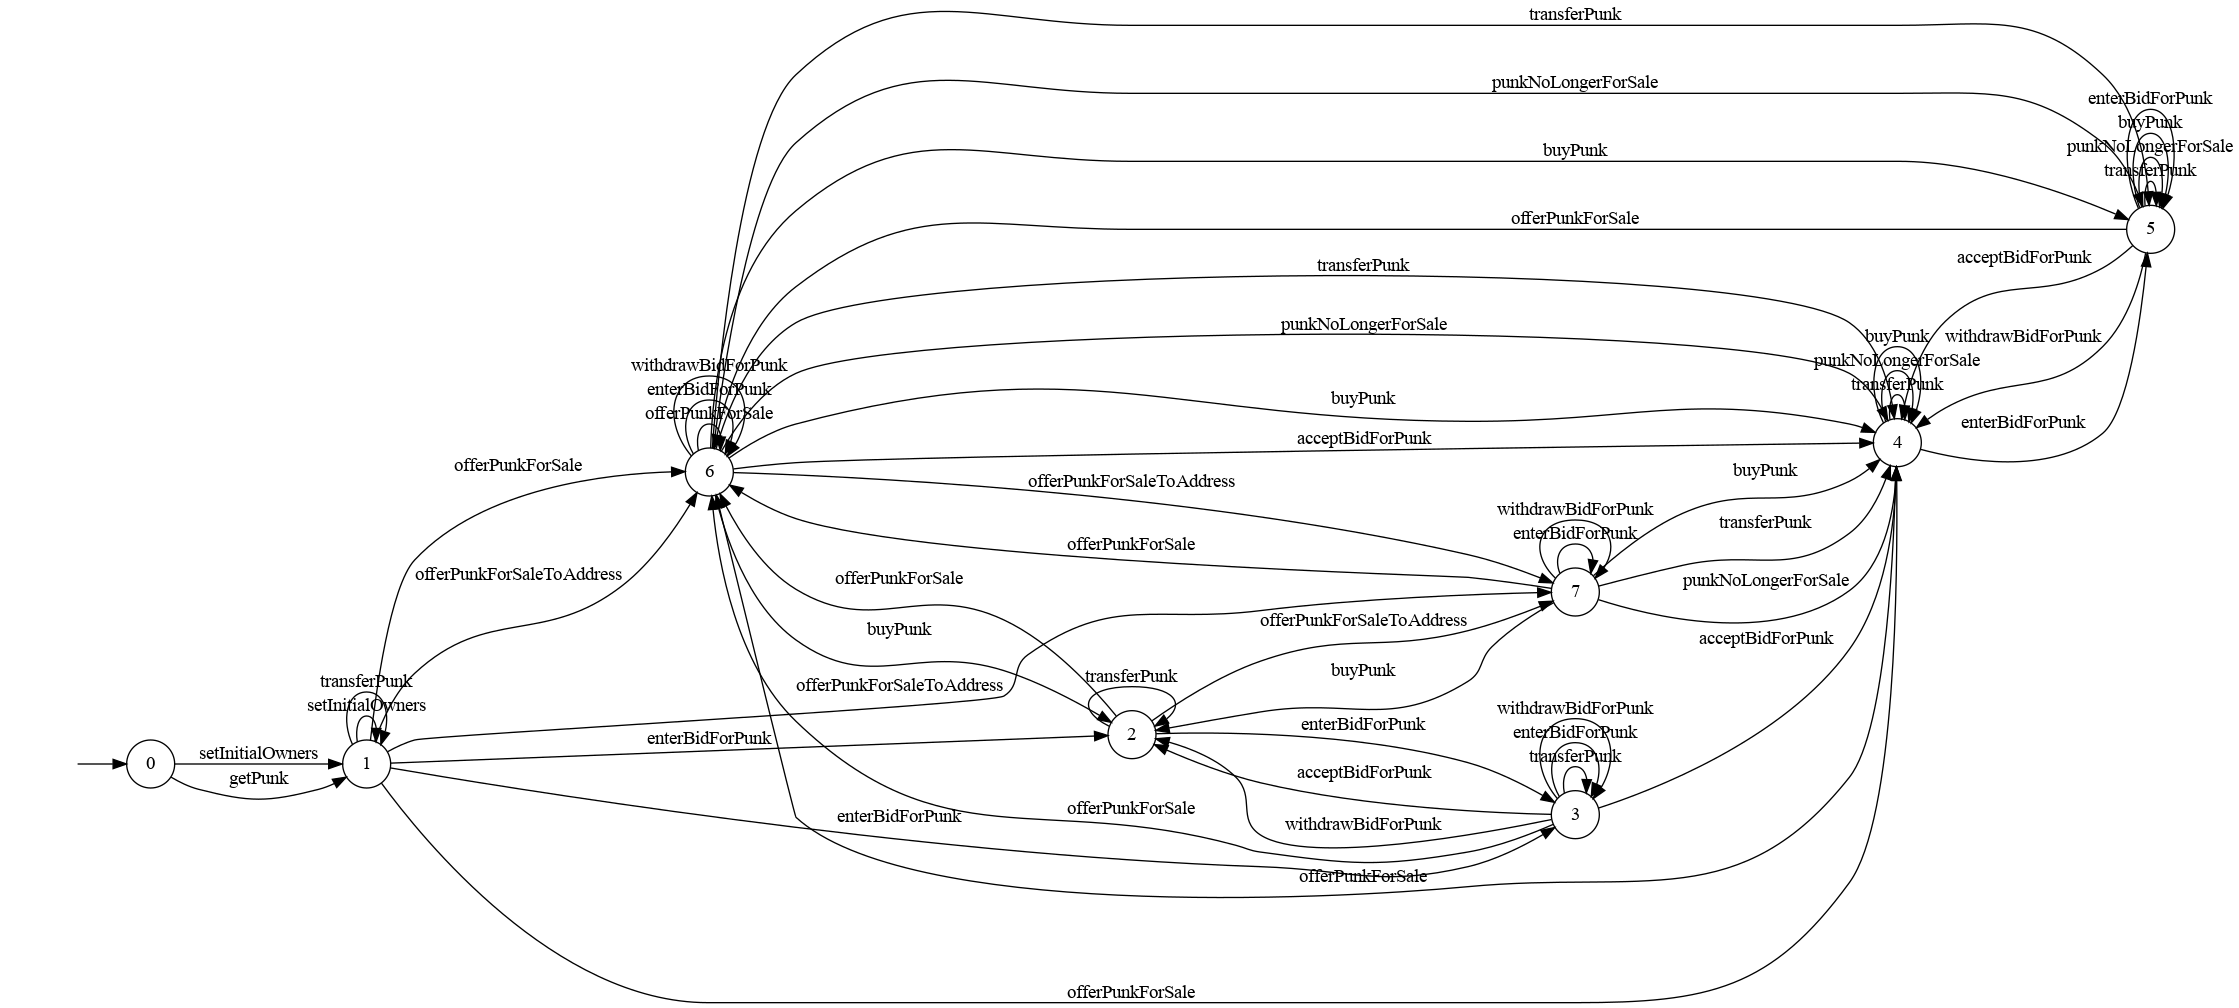 transferPunk
punkNoLongerForSale
enterBidForPunk
buyPunk
punkNoLongerForSale
transferPunk
buyPunk
offerPunkForSale
5
transferPunk
acceptBidForPunk
punkNoLongerForSale
buyPunk
withdrawBidForPunk
punkNoLongerForSale
transferPunk
withdrawBidForPunk
enterBidForPunk
offerPunkForSale
buyPunk
enterBidForPunk
acceptBidForPunk
4
offerPunkForSale
6
buyPunk
offerPunkForSaleToAddress
withdrawBidForPunk
enterBidForPunk
transferPunk
offerPunkForSale
offerPunkForSaleToAddress
offerPunkForSale
punkNoLongerForSale
7
buyPunk
offerPunkForSaleToAddress
acceptBidForPunk
transferPunk
setInitialOwners
offerPunkForSaleToAddress
transferPunk
buyPunk
withdrawBidForPunk
enterBidForPunk
transferPunk
enterBidForPunk
2
enterBidForPunk
setInitialOwners
0
1
getPunk
acceptBidForPunk
offerPunkForSale
enterBidForPunk
withdrawBidForPunk
3
offerPunkForSale
offerPunkForSale